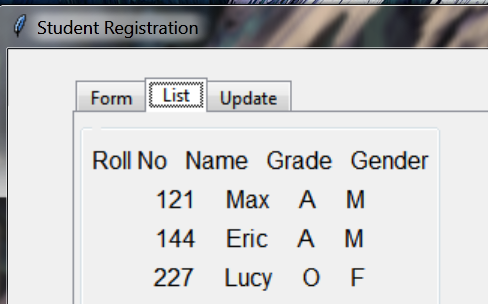 Student Registration
Form List Update
Roll No Name Grade Gender
121 Max A M
144 Eric A M
227 Lucy O F